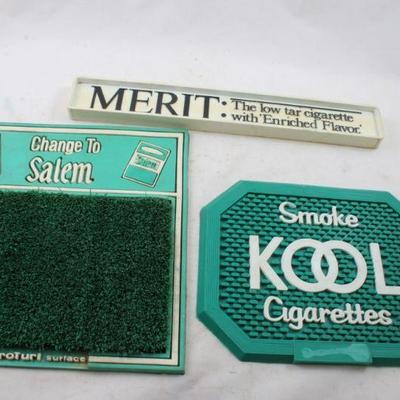 MERIT: The low tar cigarette
with 'Enriched Flavor.'
Change To
Salem
Salem
surface
Smoke
KOOL
Cigarettes